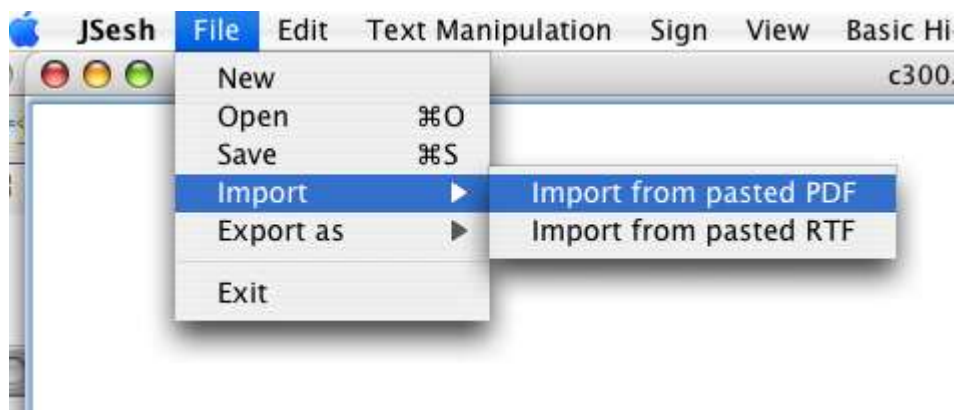 JSesh File Edit Text Manipulation Sign View Basic Hi
c300.
New
Open ⌘O
Save ⌘S
Import
Import from pasted PDF
Export as
Import from pasted RTF
Exit